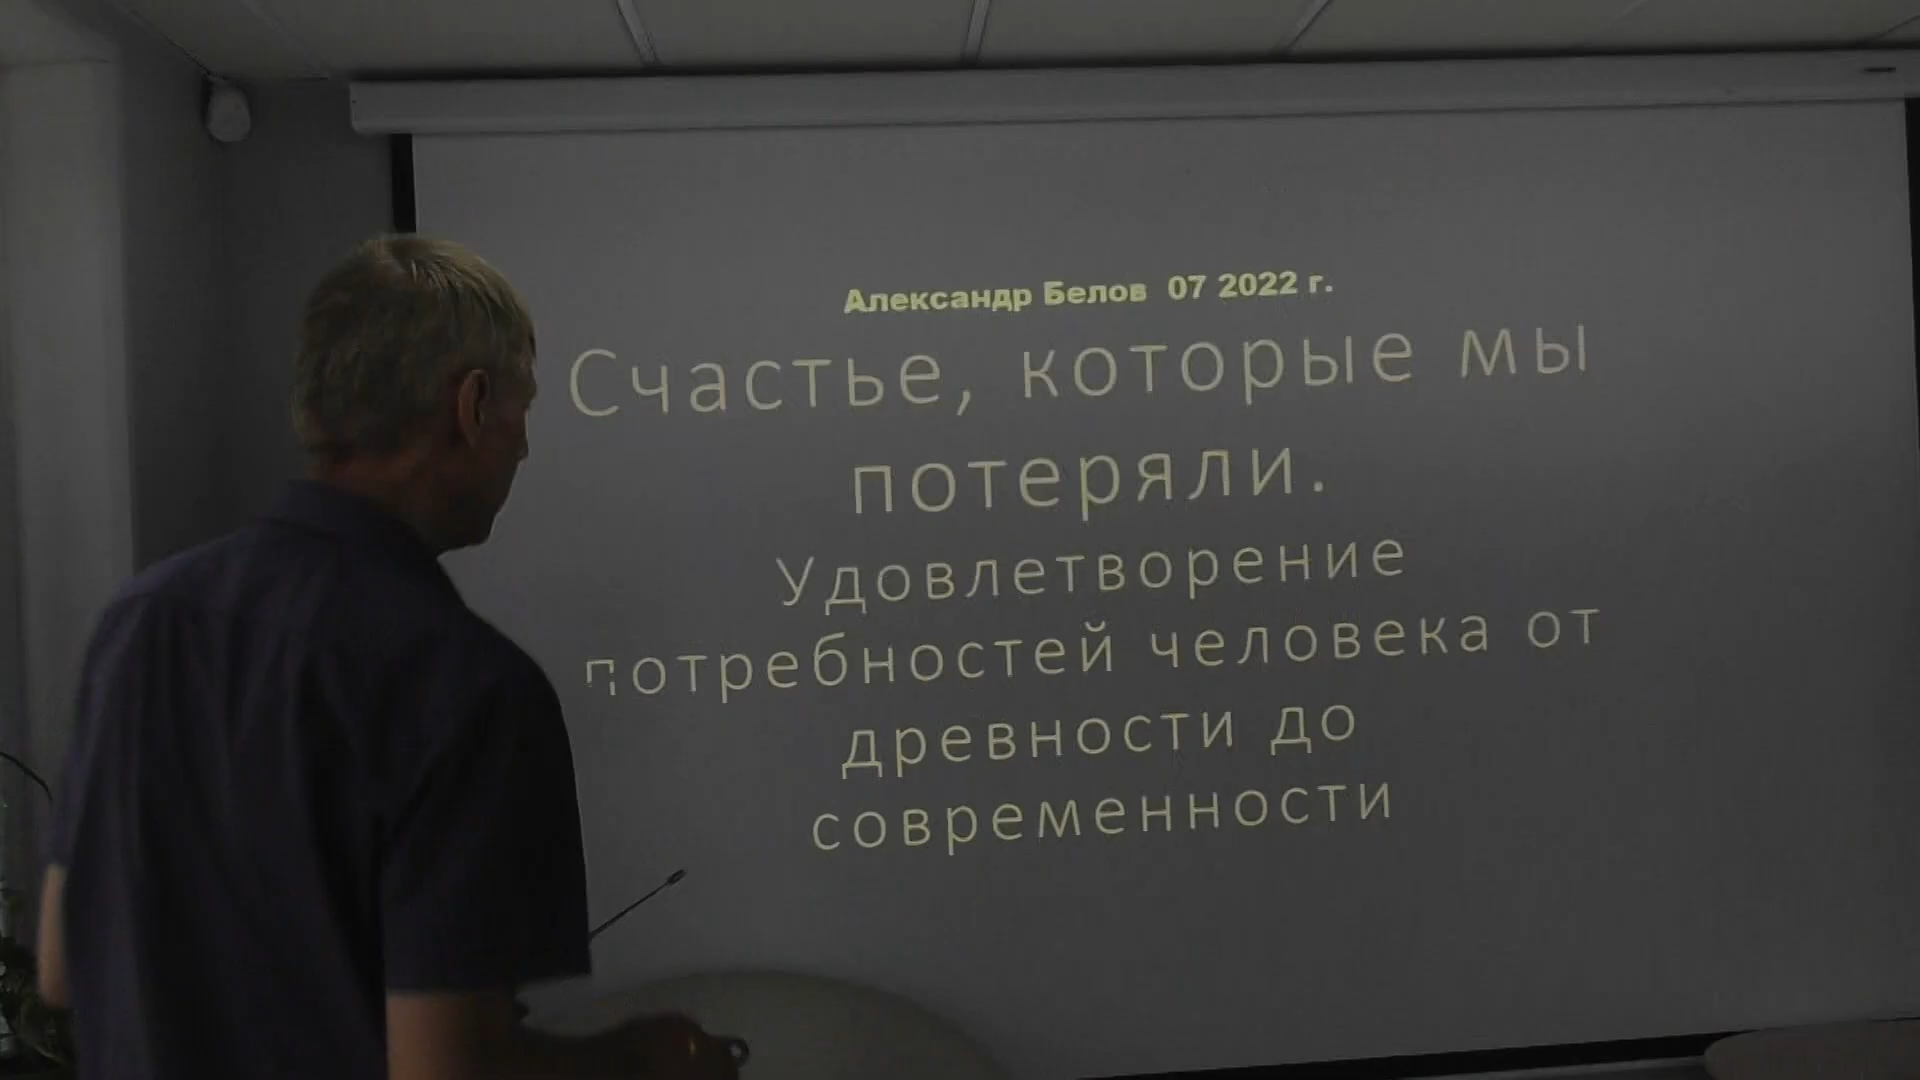 Александр Белов 07 2022 г.
Счастье, которые мы
потеряли.
Удовлетворение
потребностей человека от
древности до
современности